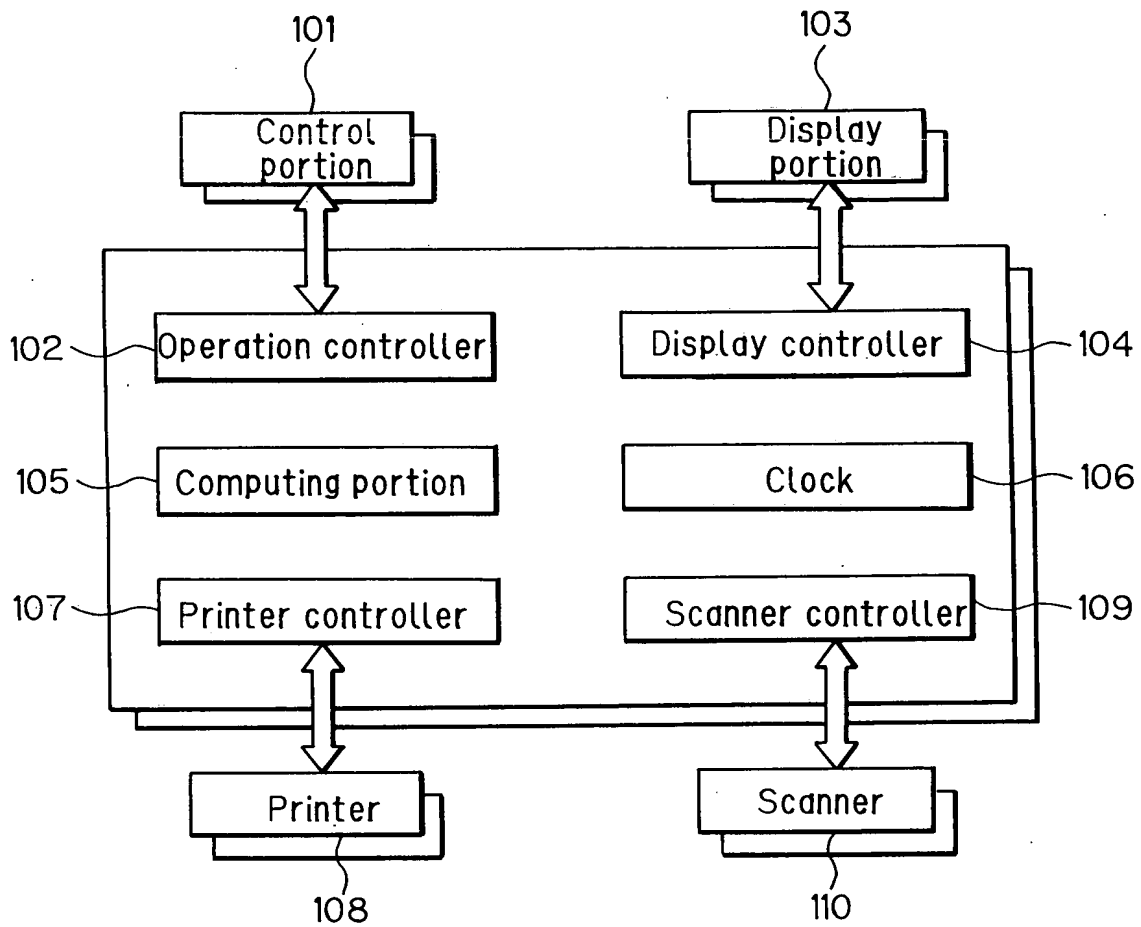 101
103
Control
portion
Display
portion
102
Operation controller
Display controller
104
105
Computing portion
Clock
106
107
Printer controller
Scanner controller
109
Printer
Scanner
108
110